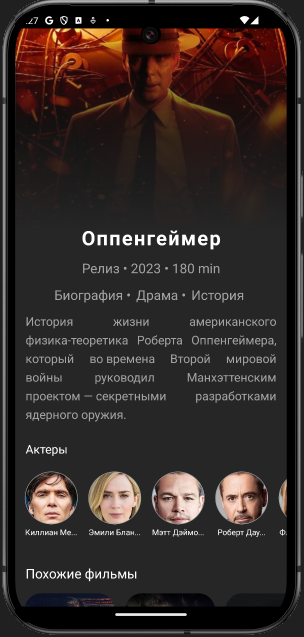 :27
Оппенгеймер
Релиз • 2023 • 180 min
Биография • Драма • История
История жизни американского
физика-теоретика Роберта Оппенгеймера,
который во времена Второй мировой
войны руководил Манхэттенским
проектом — секретными разработками
ядерного оружия.
Актеры
Киллиан Ме... Эмили Блан... Мэтт Дэймо... Роберт Дау...
Похожие фильмы